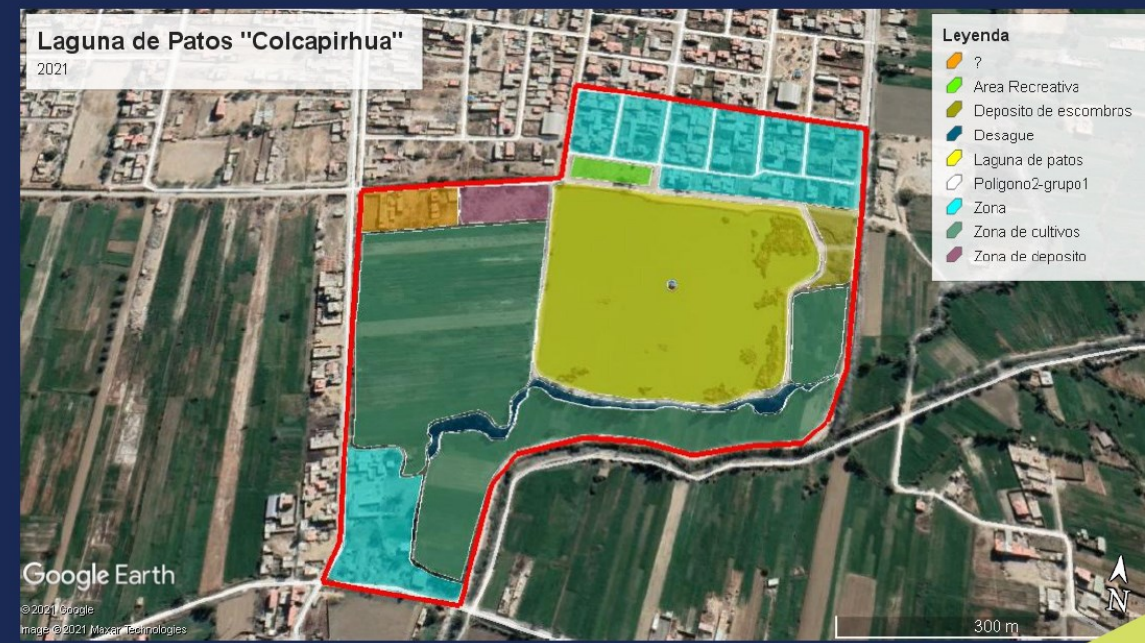 Laguna de Patos "Colcapirhua"
2021
Leyenda
?
Area Recreativa
Deposito de escombros
Desague
Laguna de patos
Poligono2-grupo1
Zona
Zona de cultivos
Zona de deposito
Google Earth
© 2021 Google
Image © 2021 Maxar Technologies
N
300 m